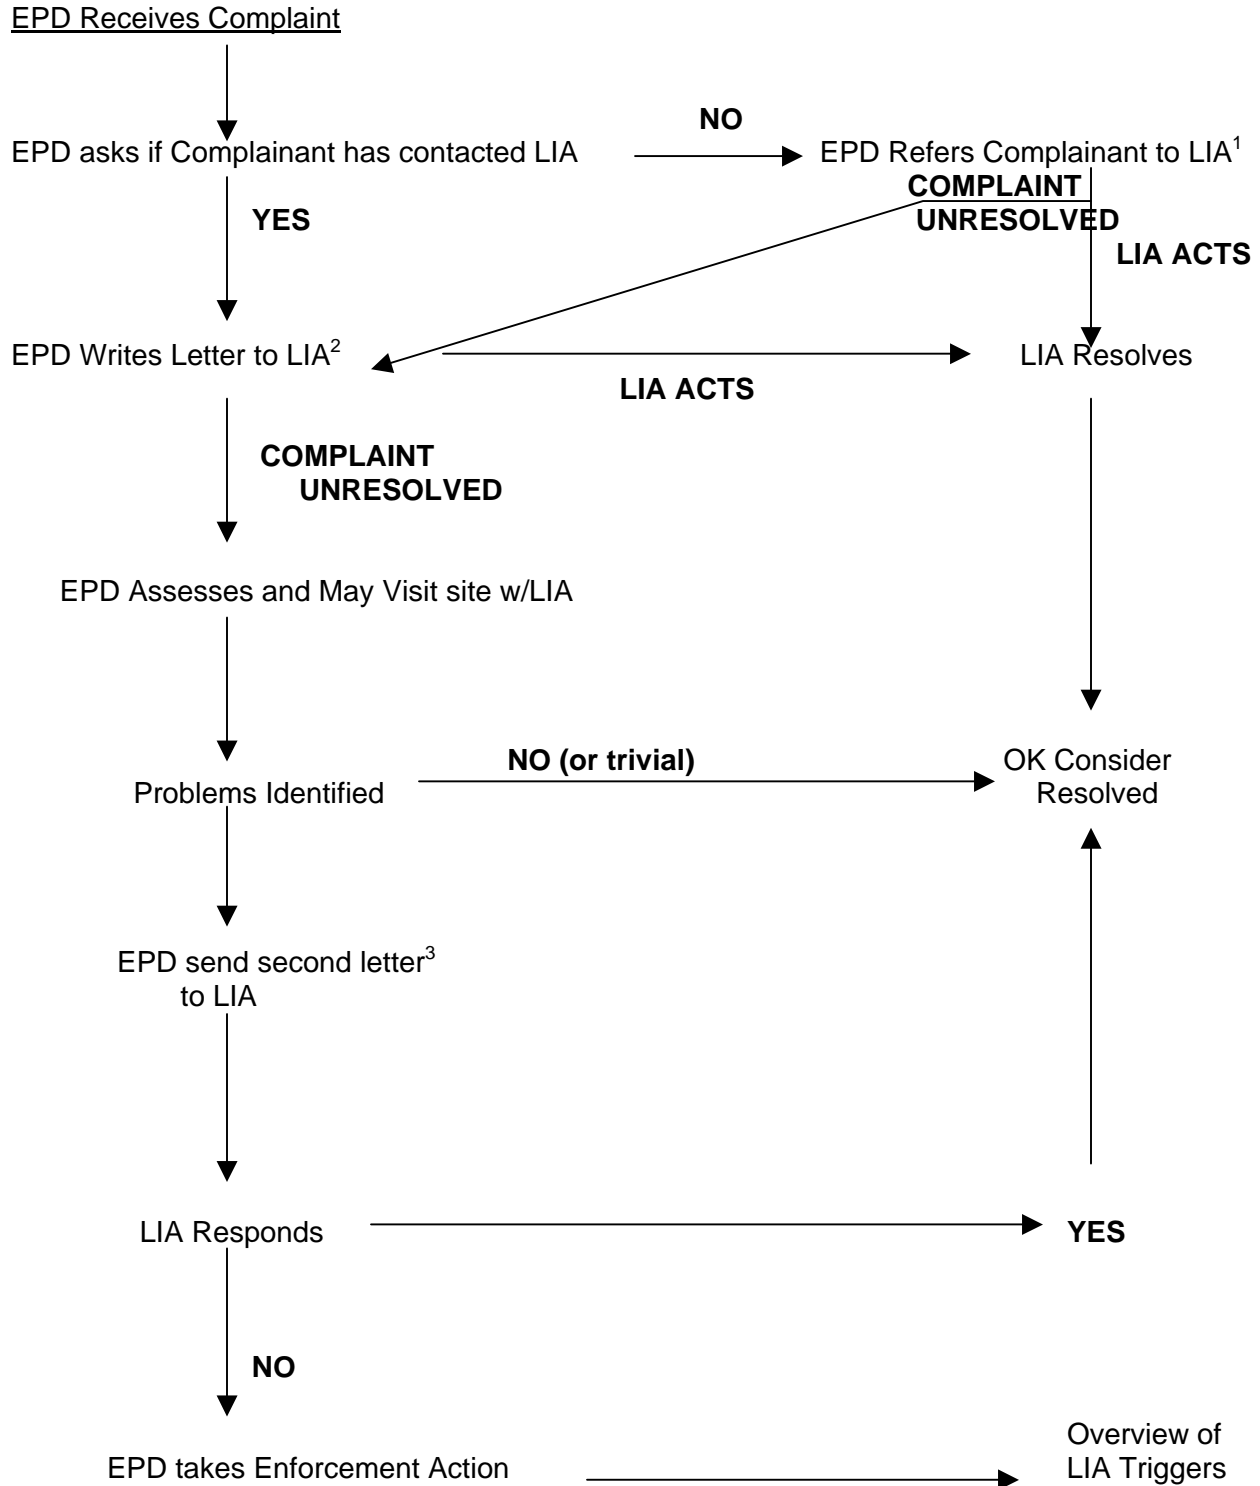 EPD Receives Complaint
NO
EPD asks if Complainant has contacted LIA
EPD Refers Complainant to LIA1
COMPLAINT
UNRESOLVED
YES
LIA ACTS
EPD Writes Letter to LIA2
LIA Resolves
LIA ACTS
COMPLAINT
UNRESOLVED
EPD Assesses and May Visit site w/LIA
NO (or trivial)
OK Consider
Resolved
Problems Identified
EPD send second letter3
to LIA
LIA Responds
YES
NO
EPD takes Enforcement Action
Overview of
LIA Triggers